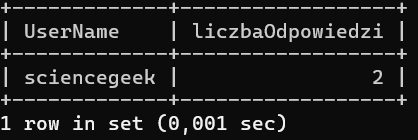 +-------------+-------------------+
| UserName    | liczbaOdpowiedzi |
+-------------+-------------------+
| sciencegeek |                 2 |
+-------------+-------------------+
1 row in set (0,001 sec)